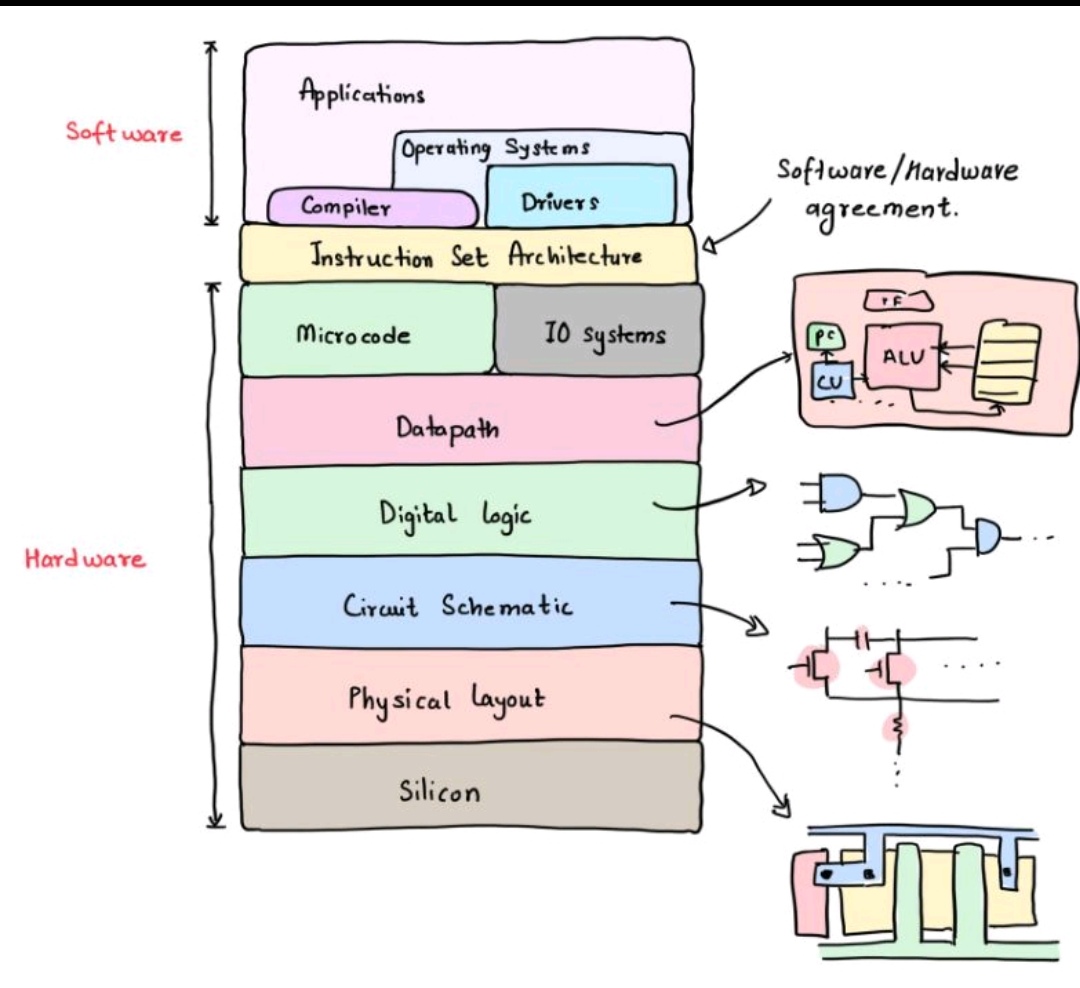 Applications
Software
Operating Systems
Compiler
Drivers
Software/Hardware
agreement.
Instruction Set Architecture
Microcode
IO systems
PC
ALU
CU
Datapath
Digital Logic
Hardware
Circuit Schematic
Physical Layout
Silicon